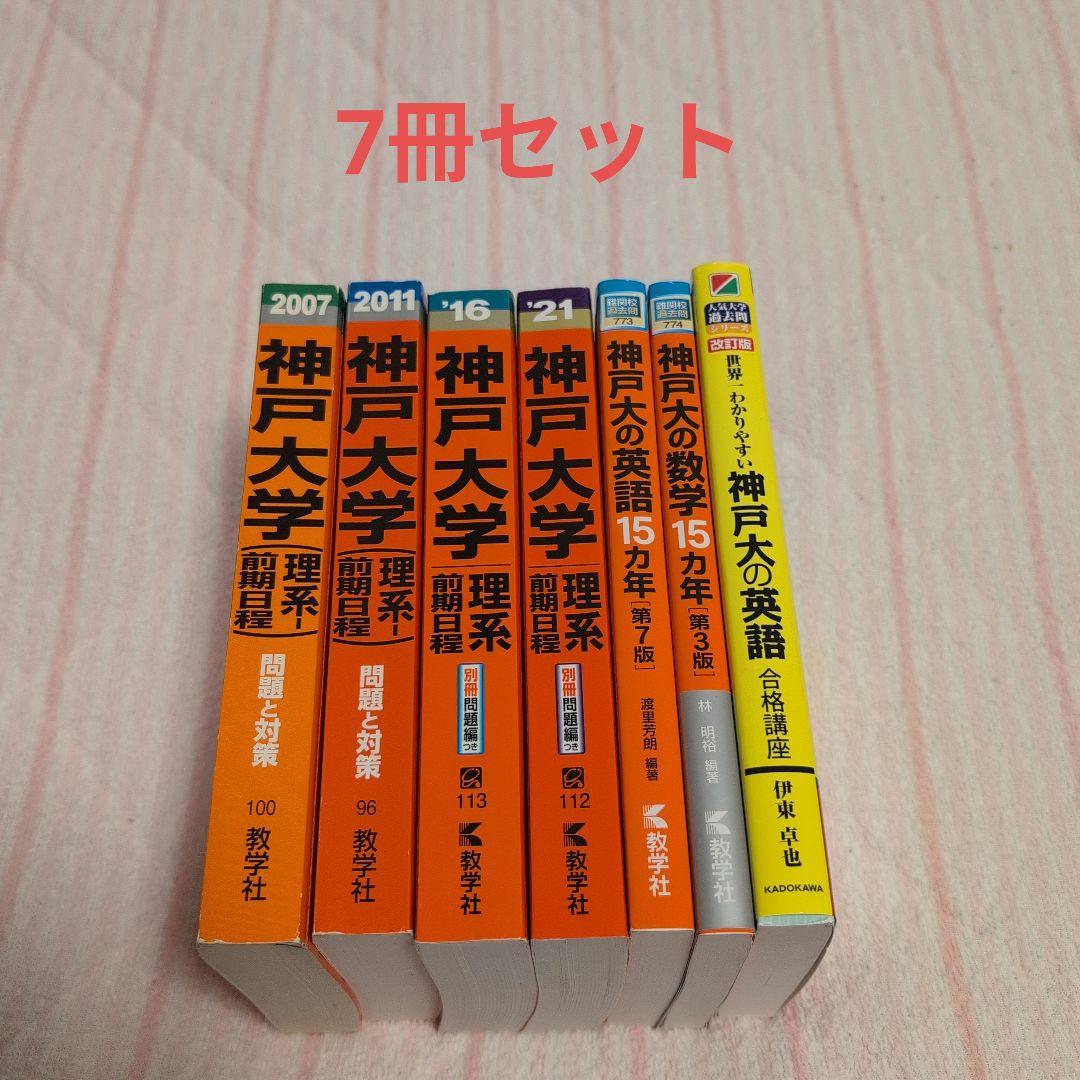 7冊セット
2007
神戸大学
(理系-
前期日程)
問題と対策
100
教学社
2011
神戸大学
(理系-
前期日程)
問題と対策
96
教学社
'16
神戸大学
理系
前期日程
別冊問題編つき
113
教学社
'21
神戸大学
理系
前期日程
別冊問題編つき
112
教学社
難関校
過去問
773
神戸大の英語
15カ年[第7版]
渡里芳朗 編著
教学社
難関校
過去問
774
神戸大の数学
15カ年[第3版]
林 明裕 編著
教学社
人気大学
過去問
シリーズ
改訂版
世界一わかりやすい
神戸大の英語
合格講座
伊東 卓也
KADOKAWA